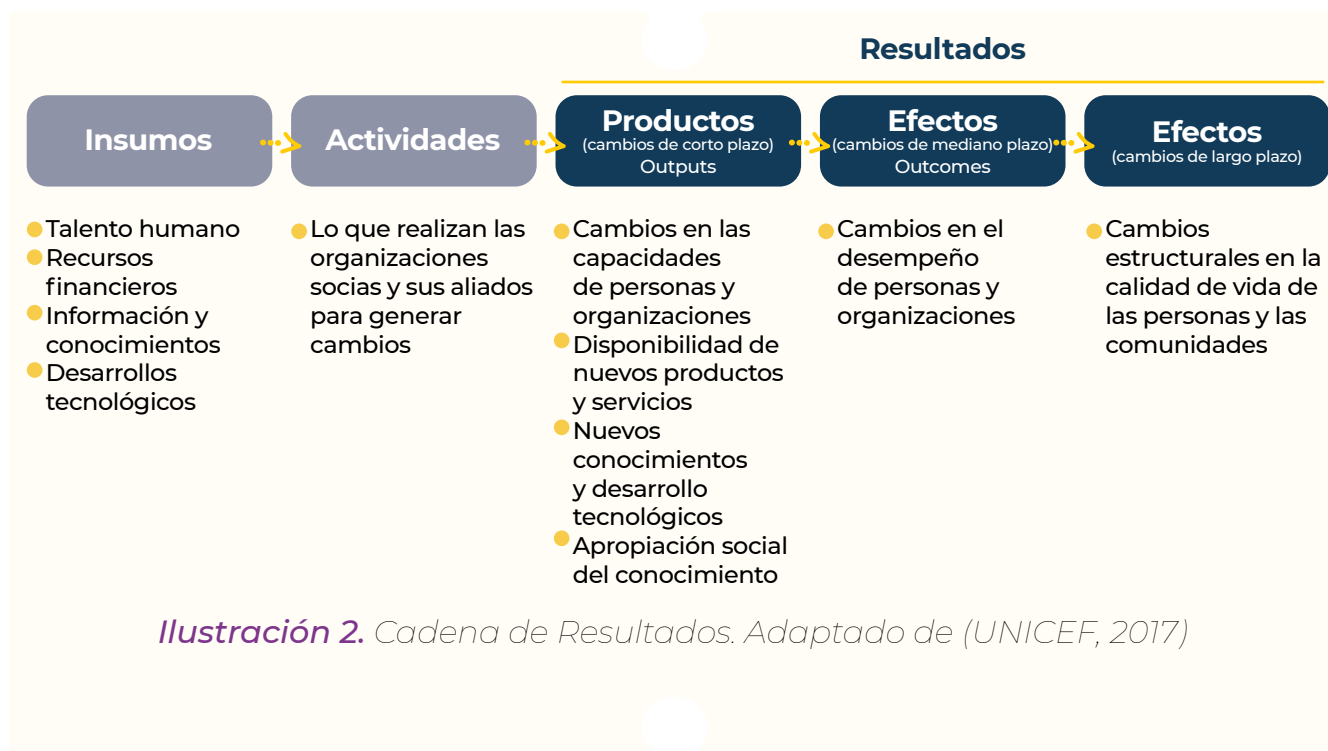 Resultados
Insumos
Actividades
Productos
(cambios de corto plazo)
Outputs
Efectos
(cambios de mediano plazo)
Outcomes
Efectos
(cambios de largo plazo)
Talento humano
Recursos
financieros
Información y
conocimientos
Desarrollos
tecnológicos
Lo que realizan las
organizaciones
socias y sus aliados
para generar
cambios
Cambios en las
capacidades
de personas y
organizaciones
Disponibilidad de
nuevos productos
y servicios
Nuevos
conocimientos
y desarrollo
tecnológicos
Apropiación social
del conocimiento
Cambios en el
desempeño
de personas y
organizaciones
Cambios
estructurales en la
calidad de vida de
las personas y las
comunidades
Ilustración 2. Cadena de Resultados. Adaptado de (UNICEF, 2017)